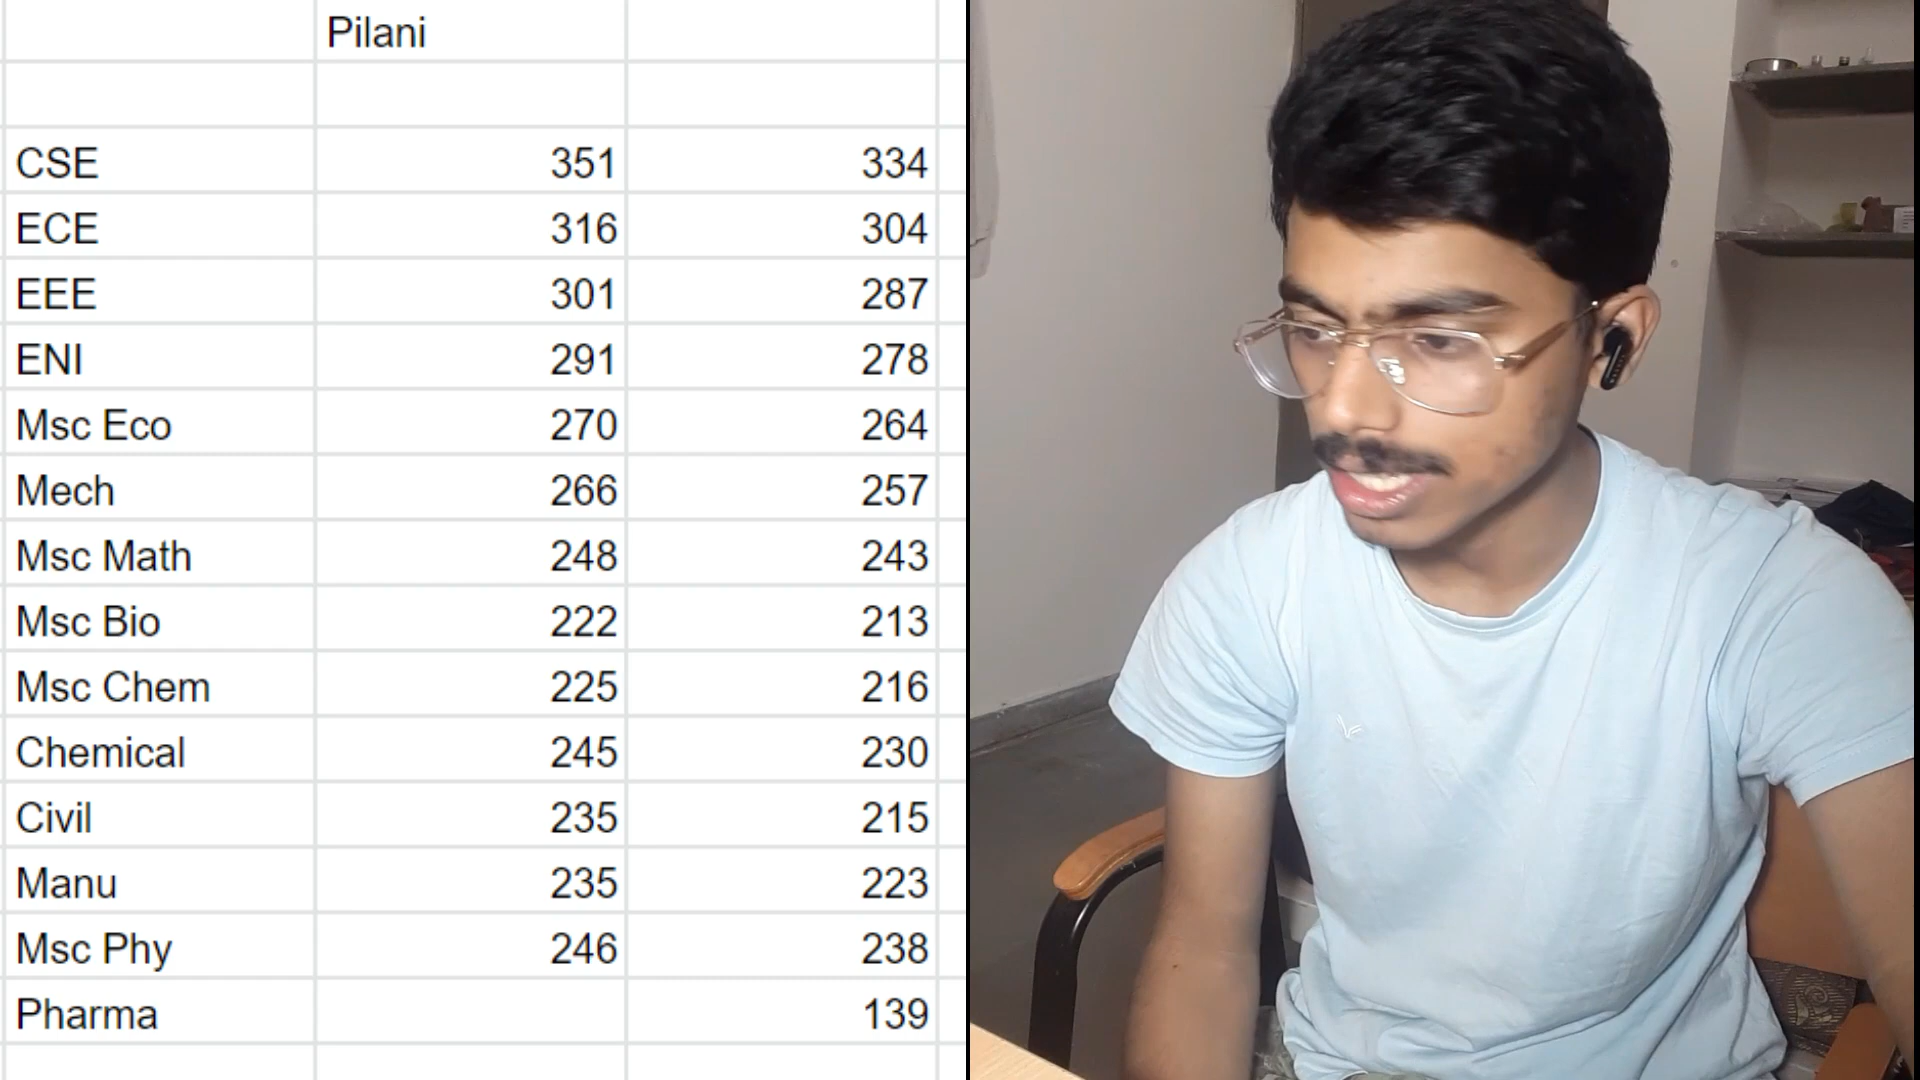 Pilani
CSE 351 334
ECE 316 304
EEE 301 287
ENI 291 278
Msc Eco 270 264
Mech 266 257
Msc Math 248 243
Msc Bio 222 213
Msc Chem 225 216
Chemical 245 230
Civil 235 215
Manu 235 223
Msc Phy 246 238
Pharma 139